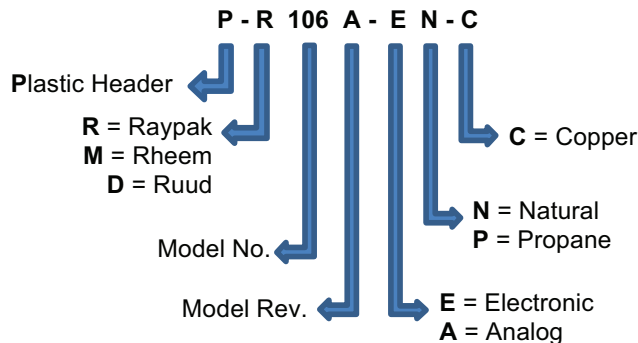 P - R 106 A - E N - C
Plastic Header
R = Raypak
M = Rheem
D = Ruud
C = Copper
N = Natural
P = Propane
Model No.
Model Rev.
E = Electronic
A = Analog